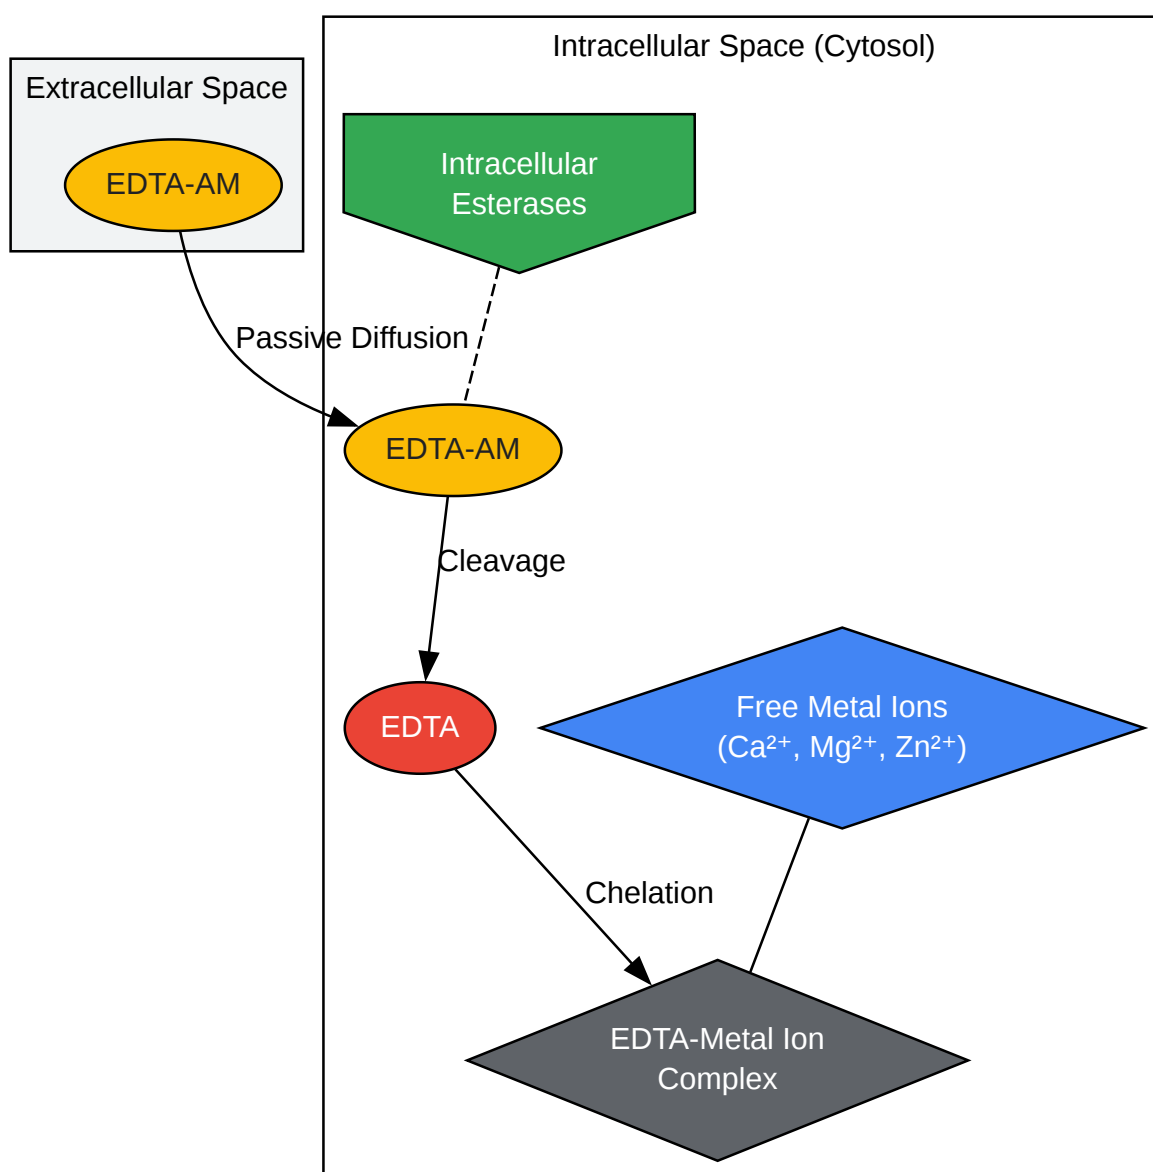 Intracellular Space (Cytosol)
Extracellular Space
EDTA-AM
Intracellular
Esterases
Passive Diffusion
EDTA-AM
Cleavage
EDTA
Free Metal Ions
(Ca²⁺, Mg²⁺, Zn²⁺)
Chelation
EDTA-Metal Ion
Complex